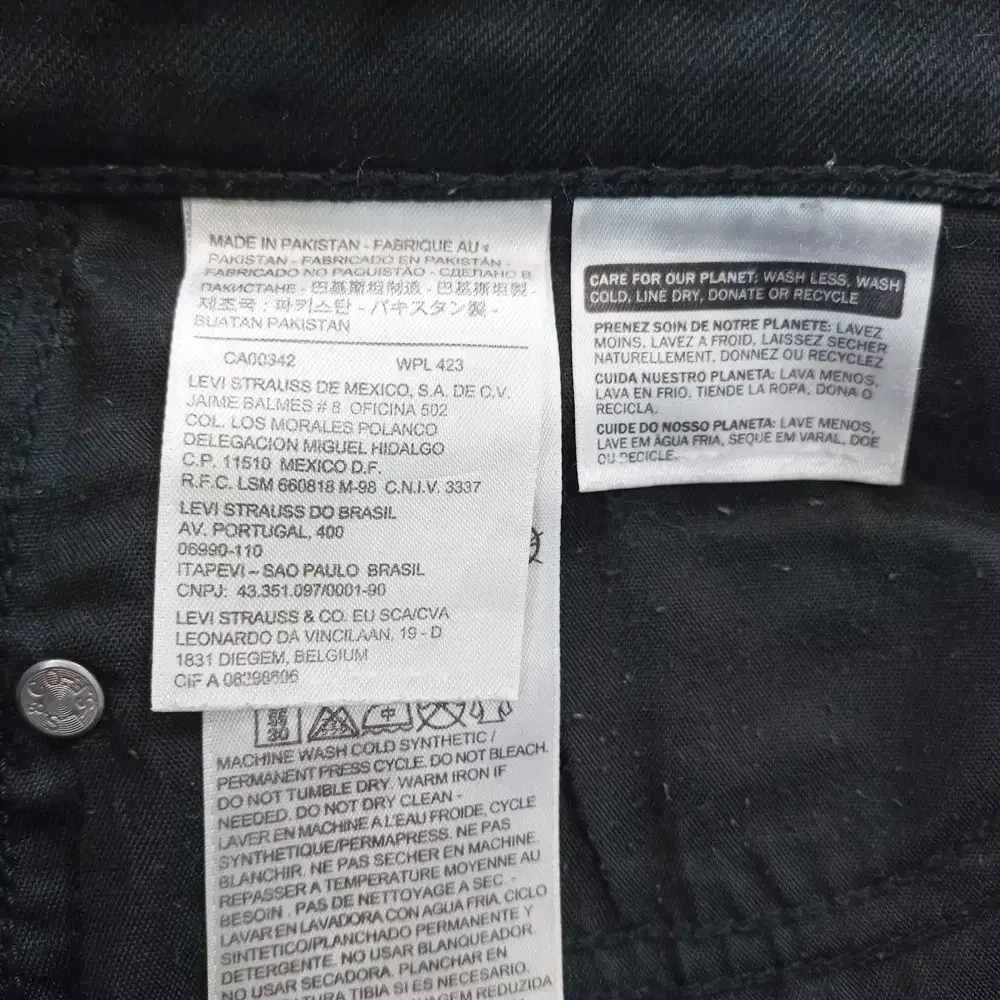 MADE IN PAKISTAN - FABRIQUE AU
PAKISTAN - FABRICADO EN PAKISTAN -
FABRICADO NO PAQUISTÃO - СДЕЛАНО В
ПАКИСТАНЕ - 巴基斯坦制造 - 巴基斯坦製 -
제조국 : 파키스탄 - パキスタン製 -
BUATAN PAKISTAN
CA00342 WPL 423
LEVI STRAUSS DE MEXICO, S.A. DE C.V.
JAIME BALMES # 8 OFICINA 502
COL. LOS MORALES POLANCO
DELEGACION MIGUEL HIDALGO
C.P. 11510 MEXICO D.F.
R.F.C. LSM 660818 M-98 C.N.I.V. 3337
LEVI STRAUSS DO BRASIL
AV. PORTUGAL, 400
06990-110
ITAPEVI – SAO PAULO BRASIL
CNPJ: 43.351.097/0001-90
LEVI STRAUSS & CO. EU SCA/CVA
LEONARDO DA VINCILAAN, 19 - D
1831 DIEGEM, BELGIUM
CIF A 08298606
30
MACHINE WASH COLD SYNTHETIC /
PERMANENT PRESS CYCLE. DO NOT BLEACH.
DO NOT TUMBLE DRY. WARM IRON IF
NEEDED. DO NOT DRY CLEAN -
LAVER EN MACHINE A L'EAU FROIDE, CYCLE
SYNTHETIQUE/PERMAPRESS. NE PAS
BLANCHIR. NE PAS SECHER EN MACHINE.
REPASSER A TEMPERATURE MOYENNE AU
BESOIN . PAS DE NETTOYAGE A SEC. -
LAVAR EN LAVADORA CON AGUA FRIA, CICLO
SINTETICO/PLANCHADO PERMANENTE Y
DETERGENTE. NO USAR BLANQUEADOR.
NO USAR SECADORA. PLANCHAR EN
TIBIA SI ES NECESARIO.
REDUZIDA
CARE FOR OUR PLANET: WASH LESS, WASH
COLD, LINE DRY, DONATE OR RECYCLE
PRENEZ SOIN DE NOTRE PLANETE: LAVEZ
MOINS, LAVEZ A FROID, LAISSEZ SECHER
NATURELLEMENT, DONNEZ OU RECYCLEZ
CUIDA NUESTRO PLANETA: LAVA MENOS,
LAVA EN FRIO, TIENDE LA ROPA, DONA O
RECICLA.
CUIDE DO NOSSO PLANETA: LAVE MENOS,
LAVE EM ÁGUA FRIA, SEQUE EM VARAL, DOE
OU RECICLE.